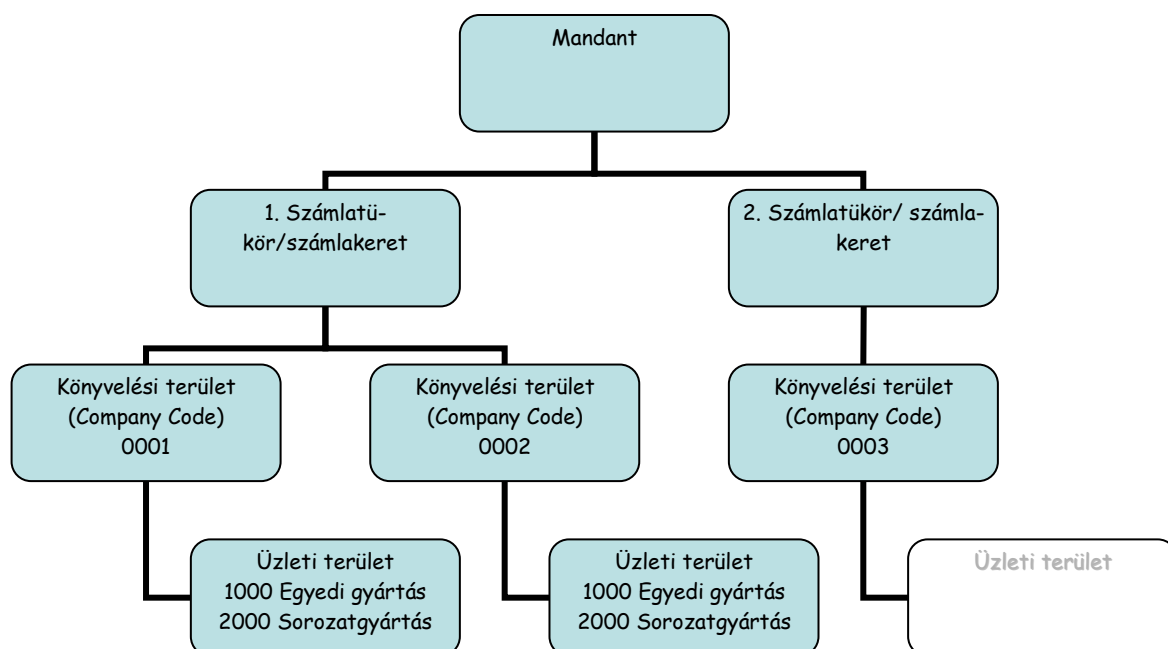 Mandant
1. Számlatü-
kör/számlakeret
2. Számlatükör/ számla-
keret
Könyvelési terület
(Company Code)
0001
Könyvelési terület
(Company Code)
0002
Könyvelési terület
(Company Code)
0003
Üzleti terület
1000 Egyedi gyártás
2000 Sorozatgyártás
Üzleti terület
1000 Egyedi gyártás
2000 Sorozatgyártás
Üzleti terület